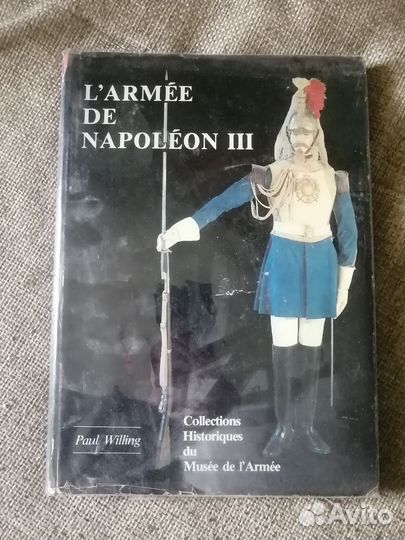 L'ARMÉE
DE
NAPOLÉON III
Paul Willing
Collections
Historiques
du
Musée de l'Armée
Avito